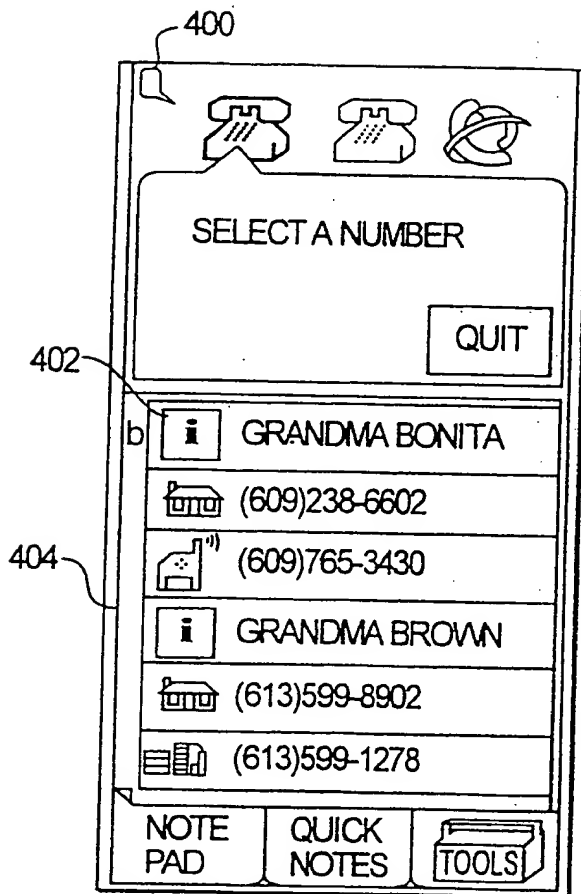 400
SELECT A NUMBER
QUIT
402
b i GRANDMA BONITA
(609)238-6602
404
(609)765-3430
i GRANDMA BROWN
(613)599-8902
(613)599-1278
NOTE PAD
QUICK NOTES
TOOLS